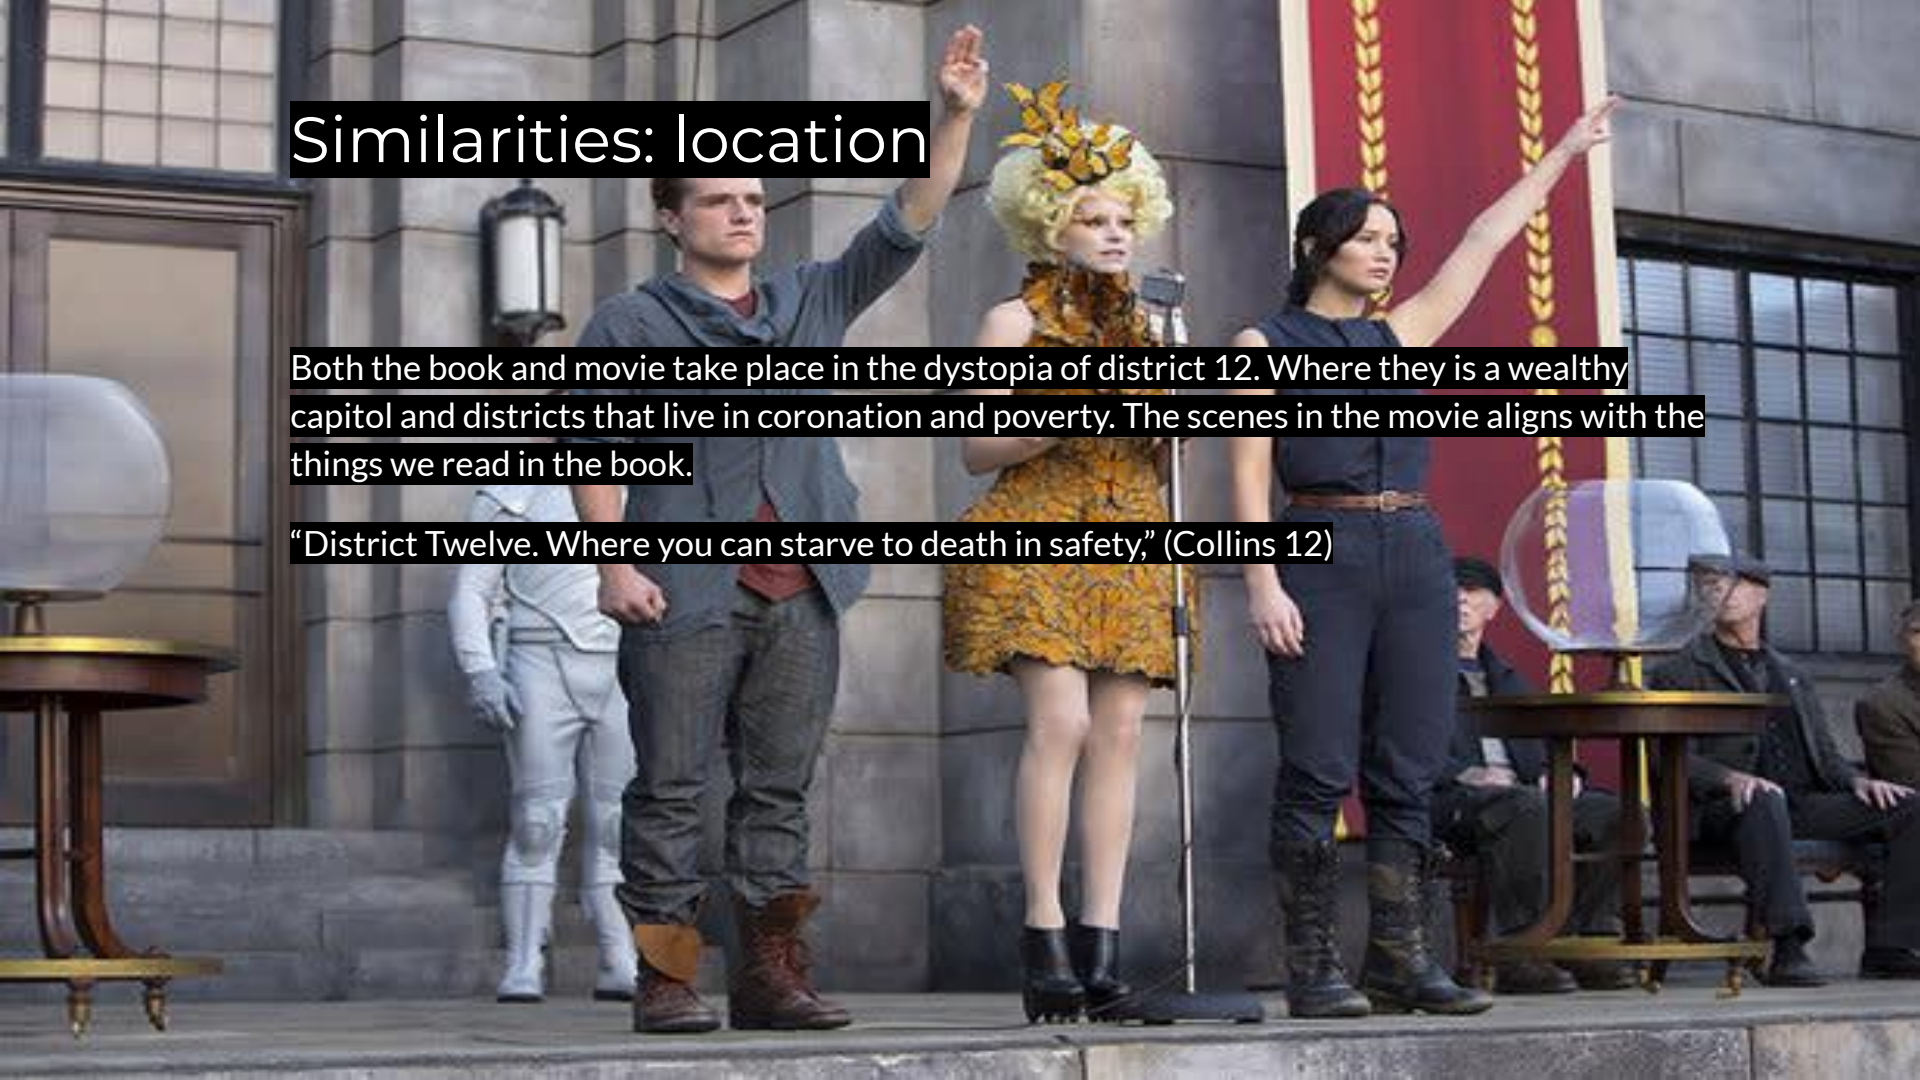 Similarities: location
Both the book and movie take place in the dystopia of district 12. Where they is a wealthy
capitol and districts that live in coronation and poverty. The scenes in the movie aligns with the
things we read in the book.
“District Twelve. Where you can starve to death in safety,” (Collins 12)